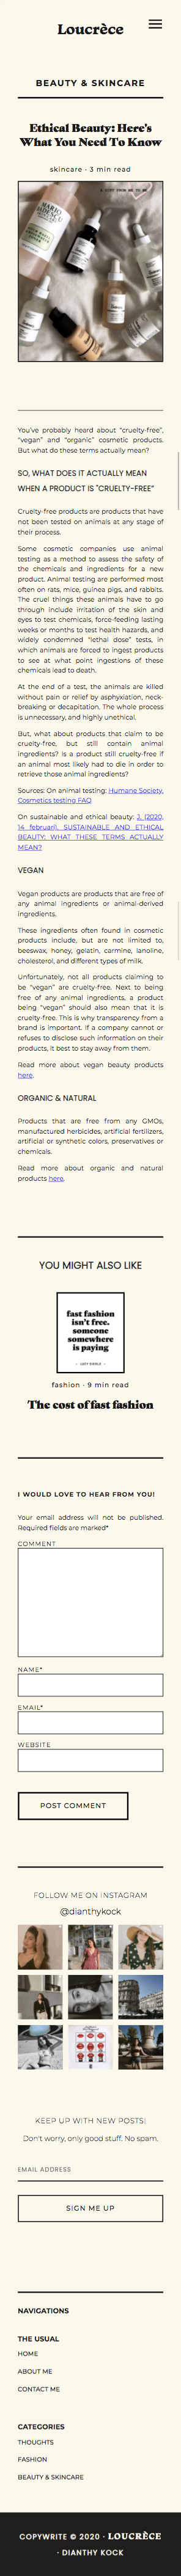 Loucrèce
BEAUTY & SKINCARE
Ethical Beauty: Here's
What You Need To Know
skincare · 3 min read
A GIFT FROM ME TO ME
MARIO BADESCU
You've probably heard about “cruelty-free”,
“vegan” and “organic” cosmetic products.
But what do these terms actually mean?
SO, WHAT DOES IT ACTUALLY MEAN
WHEN A PRODUCT IS "CRUELTY-FREE"
Cruelty-free products are products that have
not been tested on animals at any stage of
their process.
Some cosmetic companies use animal
testing as a method to assess the safety of
the chemicals and ingredients for a new
product. Animal testing are performed most
often on rats, mice, guinea pigs, and rabbits.
The cruel things these animals have to go
through include irritation of the skin and
eyes to test chemicals, force-feeding lasting
weeks or months to test health hazards, and
widely condemned “lethal dose” tests, in
which animals are forced to ingest products
to see at what point ingestions of these
chemicals lead to death.
At the end of a test, the animals are killed
without pain or relief by asphyxiation, neck-
breaking or decapitation. The whole process
is unnecessary, and highly unethical.
But, what about products that claim to be
cruelty-free, but still contain animal
ingredients? Is a product still cruelty-free if
an animal most likely had to die in order to
retrieve those animal ingredients?
Sources: On animal testing: Humane Society,
Cosmetics testing FAQ
On sustainable and ethical beauty: J. (2020,
14 februari). SUSTAINABLE AND ETHICAL
BEAUTY: WHAT THESE TERMS ACTUALLY
MEAN?
VEGAN
Vegan products are products that are free of
any animal ingredients or animal-derived
ingredients.
These ingredients often found in cosmetic
products include, but are not limited to,
beeswax, honey, gelatin, carmine, lanoline,
cholestrol, and different types of milk.
Unfortunately, not all products claiming to
be “vegan” are cruelty-free. Next to being
free of any animal ingredients, a product
being “vegan” should also mean that it is
cruelty-free. This is why transparency from a
brand is important. If a company cannot or
refuses to disclose such information on their
products, it best to stay away from them.
Read more about vegan beauty products
here.
ORGANIC & NATURAL
Products that are free from any GMOs,
manufactured herbicides, artificial fertilizers,
artificial or synthetic colors, preservatives or
chemicals.
Read more about organic and natural
products here.
YOU MIGHT ALSO LIKE
fast fashion
isn't free.
someone
somewhere
is paying
- LUCY SIEGLE -
fashion · 9 min read
The cost of fast fashion
I WOULD LOVE TO HEAR FROM YOU!
Your email address will not be published.
Required fields are marked*
COMMENT
NAME*
EMAIL*
WEBSITE
POST COMMENT
FOLLOW ME ON INSTAGRAM
@dianthykock
KEEP UP WITH NEW POSTS!
Don't worry, only good stuff. No spam.
EMAIL ADDRESS
SIGN ME UP
NAVIGATIONS
THE USUAL
HOME
ABOUT ME
CONTACT ME
CATEGORIES
THOUGHTS
FASHION
BEAUTY & SKINCARE
COPYWRITE © 2020 · LOUCRÈCE
· DIANTHY KOCK